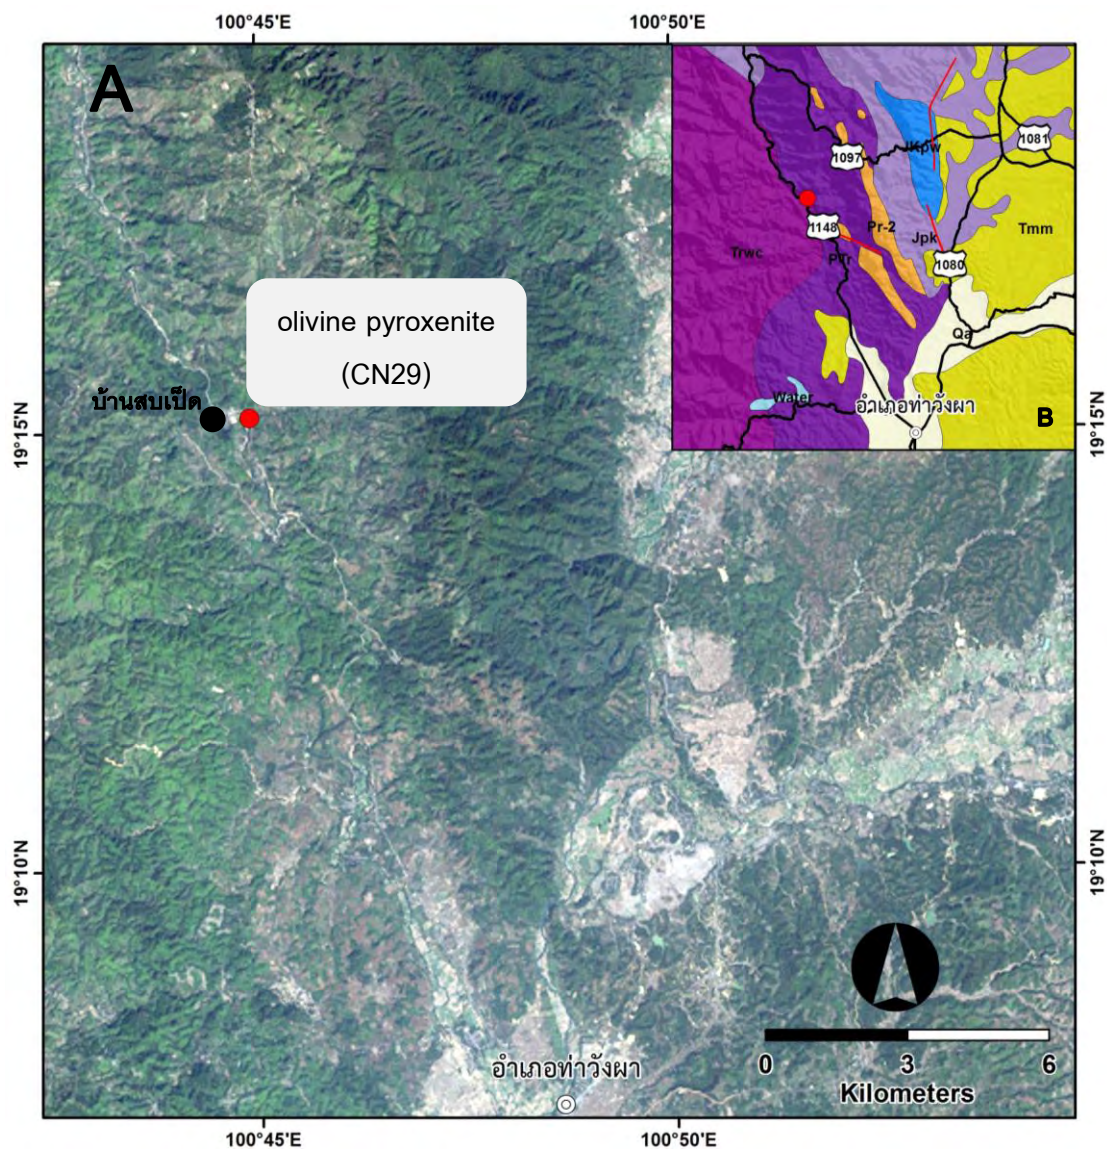 100°45'E
100°50'E
A
olivine pyroxenite
(CN29)
บ้านสบเป็ด
19°15'N
19°10'N
1081
JKpw
1097
1148
Pr-2
Jpk
Tmm
Trwc
PTr
1080
Qa
Water
อำเภอท่าวังผา
B
19°15'N
19°10'N
0
3
6
Kilometers
อำเภอท่าวังผา
100°45'E
100°50'E